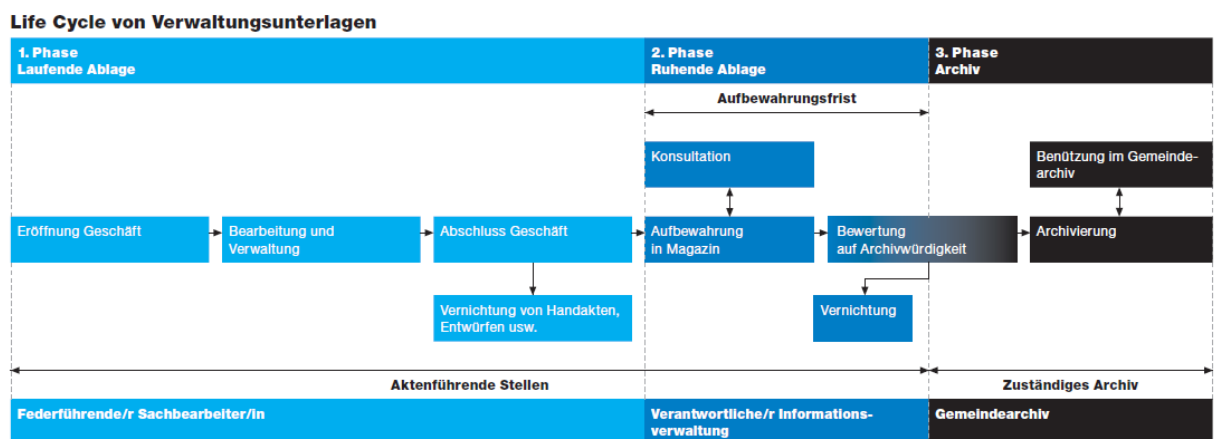 Life Cycle von Verwaltungsunterlagen
1. Phase
Laufende Ablage
2. Phase
Ruhende Ablage
3. Phase
Archiv
Aufbewahrungsfrist
Konsultation
Benützung im Gemeinde-
archiv
Eröffnung Geschäft
Bearbeitung und
Verwaltung
Abschluss Geschäft
Aufbewahrung
in Magazin
Bewertung
auf Archivwürdigkeit
Archivierung
Vernichtung von Handakten,
Entwürfen usw.
Vernichtung
Aktenführende Stellen
Zuständiges Archiv
Federführende/r Sachbearbeiter/in
Verantwortliche/r Informations-
verwaltung
Gemeindearchiv